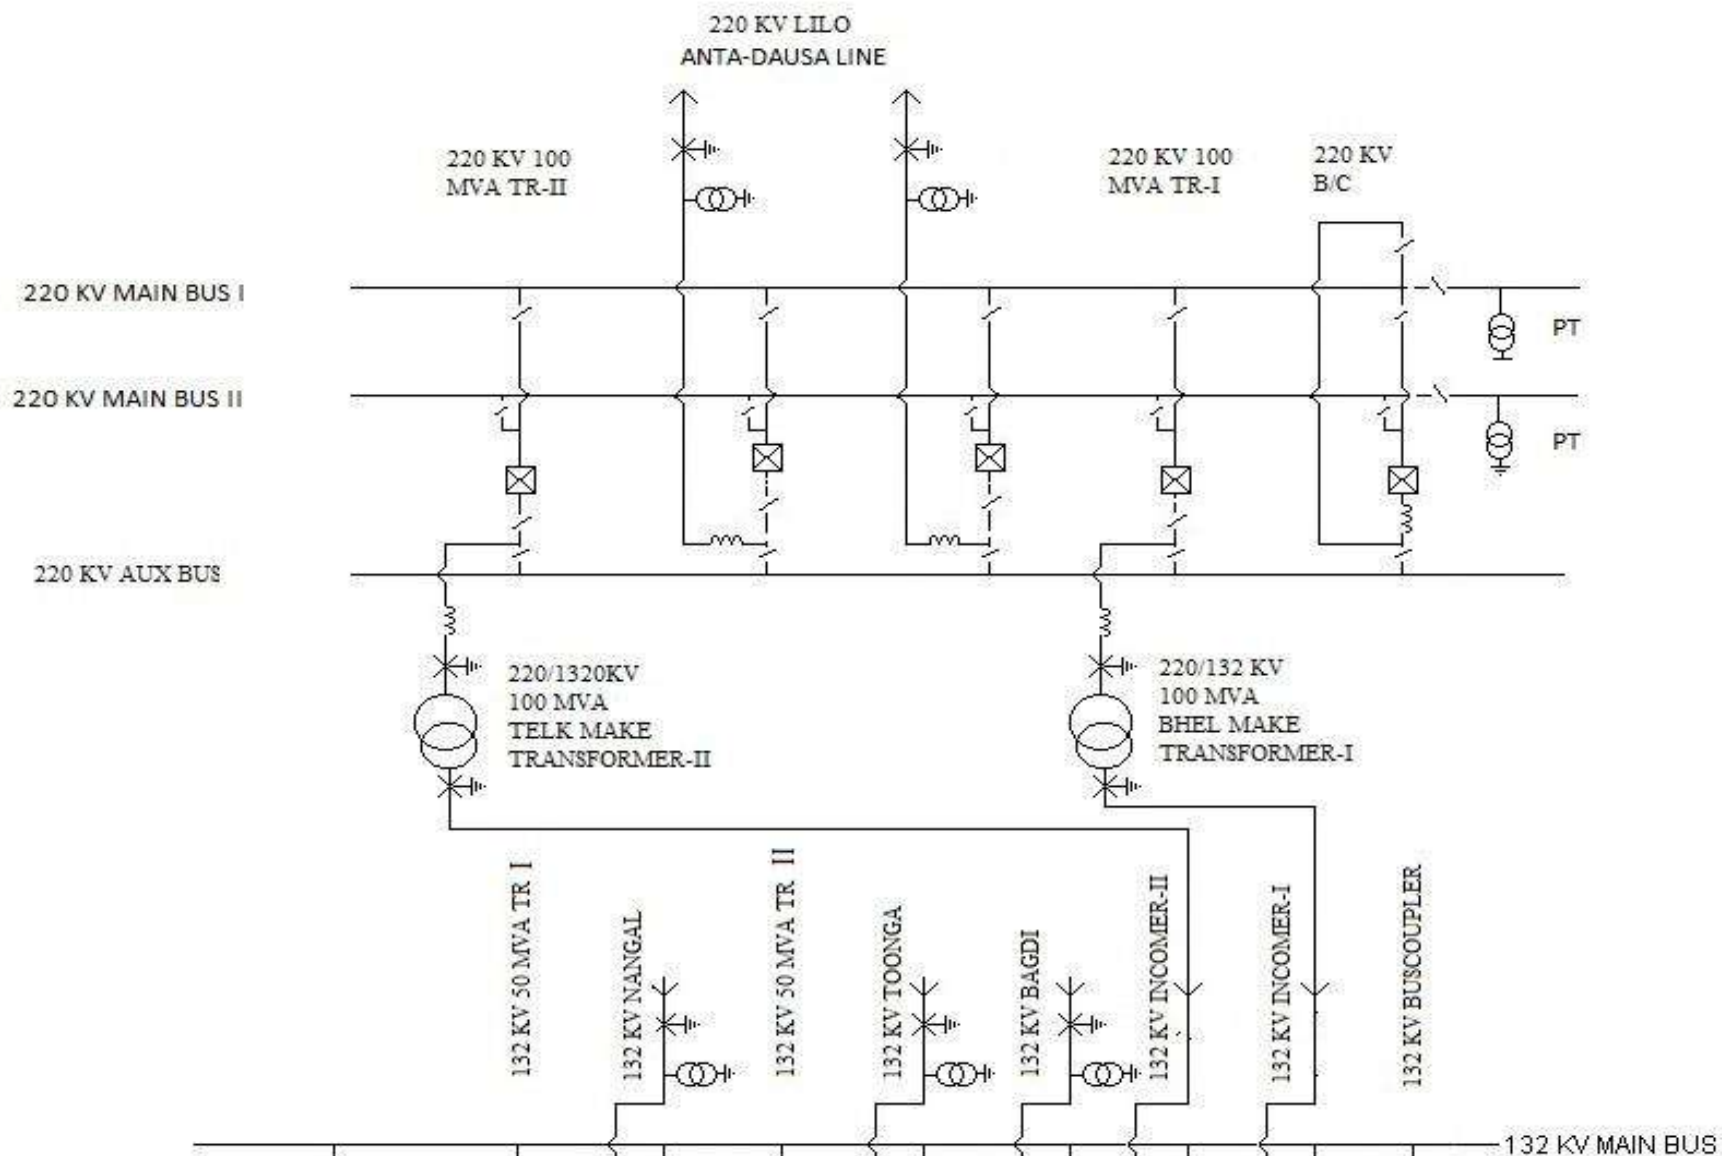 220 KV LILO
ANTA-DAUSA LINE
220 KV 100
MVA TR-II
220 KV 100
MVA TR-I
220 KV
B/C
220 KV MAIN BUS I
PT
220 KV MAIN BUS II
PT
220 KV AUX BUS
220/1320KV
100 MVA
TELK MAKE
TRANSFORMER-II
220/132 KV
100 MVA
BHEL MAKE
TRANSFORMER-I
132 KV 50 MVA TR I
132 KV NANGAL
132 KV 50 MVA TR II
132 KV TOONGA
132 KV BAGDI
132 KV INCOMER-II
132 KV INCOMER-I
132 KV BUSCOUPLER
132 KV MAIN BUS